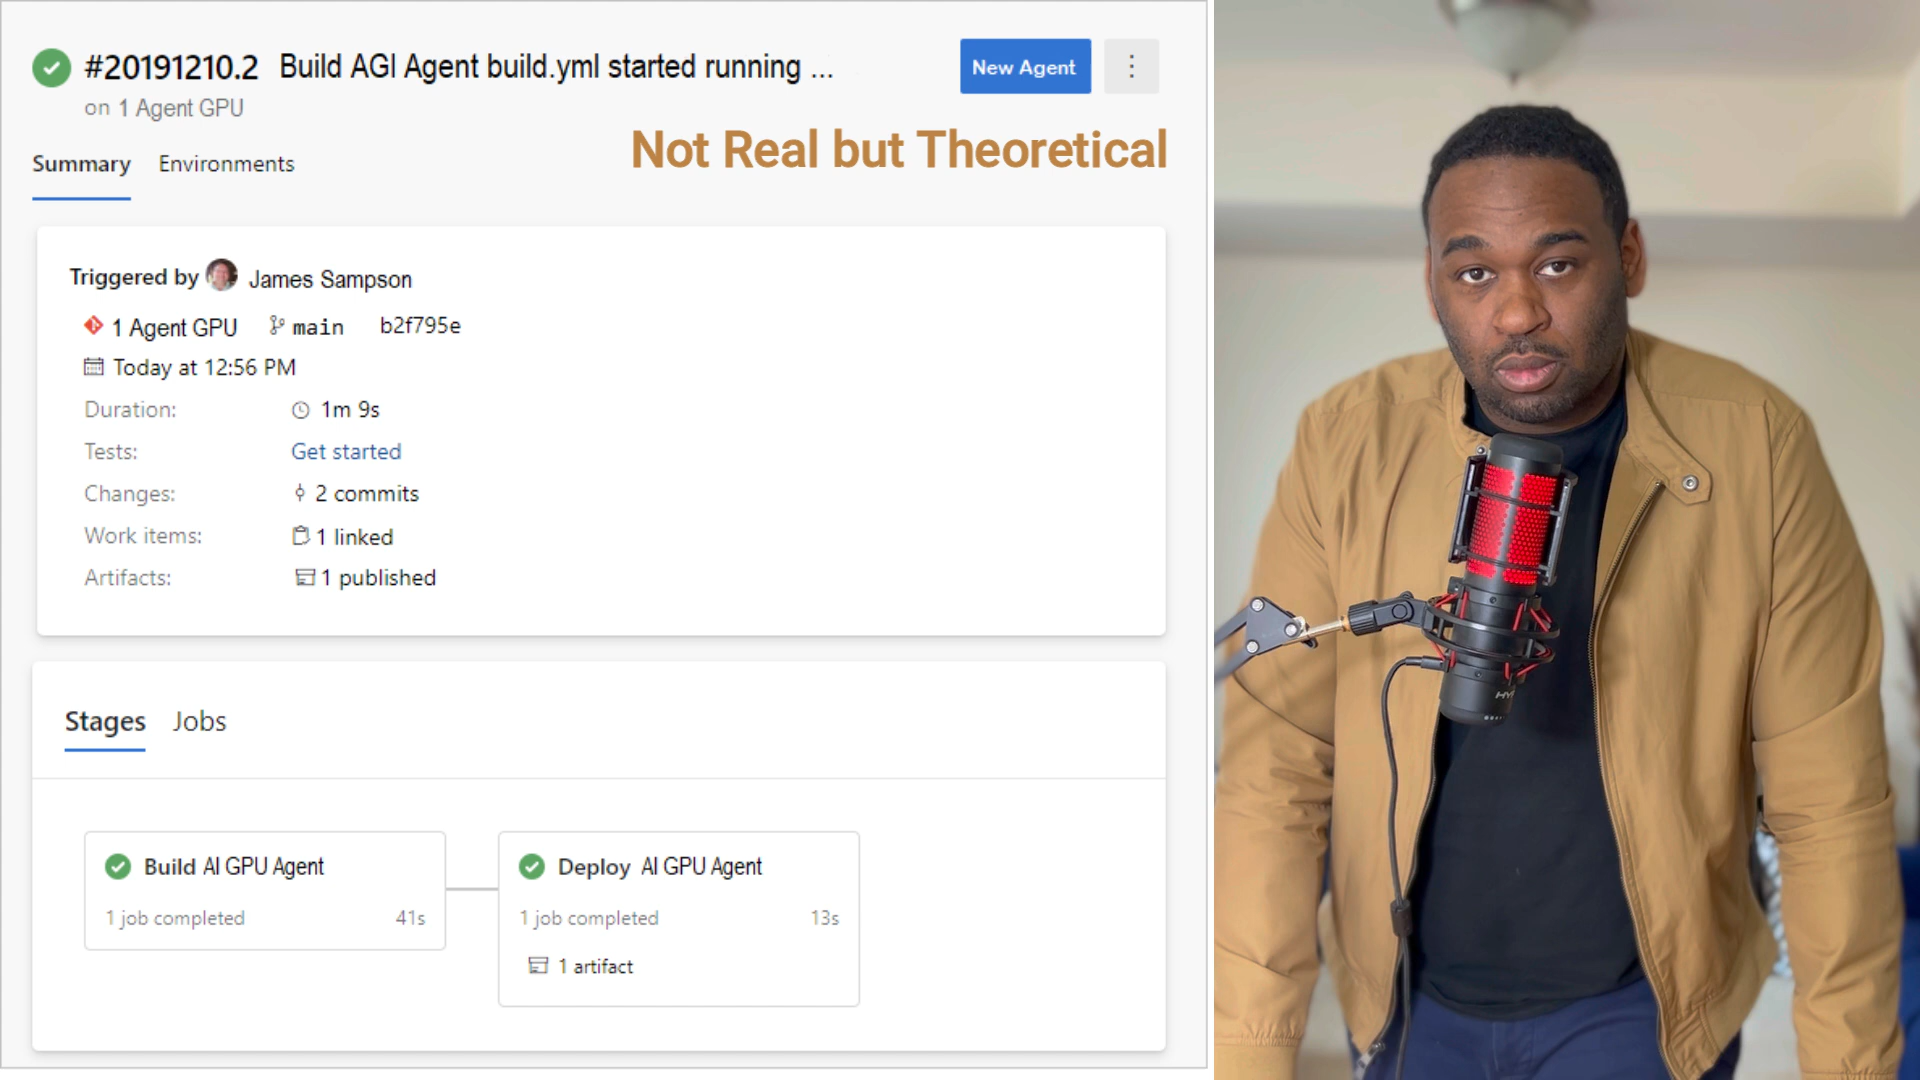 #20191210.2 Build AGI Agent build.yml started running ...
New Agent
on 1 Agent GPU
Not Real but Theoretical
Summary Environments
Triggered by James Sampson
1 Agent GPU main b2f795e
Today at 12:56 PM
Duration: 1m 9s
Tests: Get started
Changes: 2 commits
Work items: 1 linked
Artifacts: 1 published
Stages Jobs
Build AI GPU Agent
1 job completed 41s
Deploy AI GPU Agent
1 job completed 13s
1 artifact